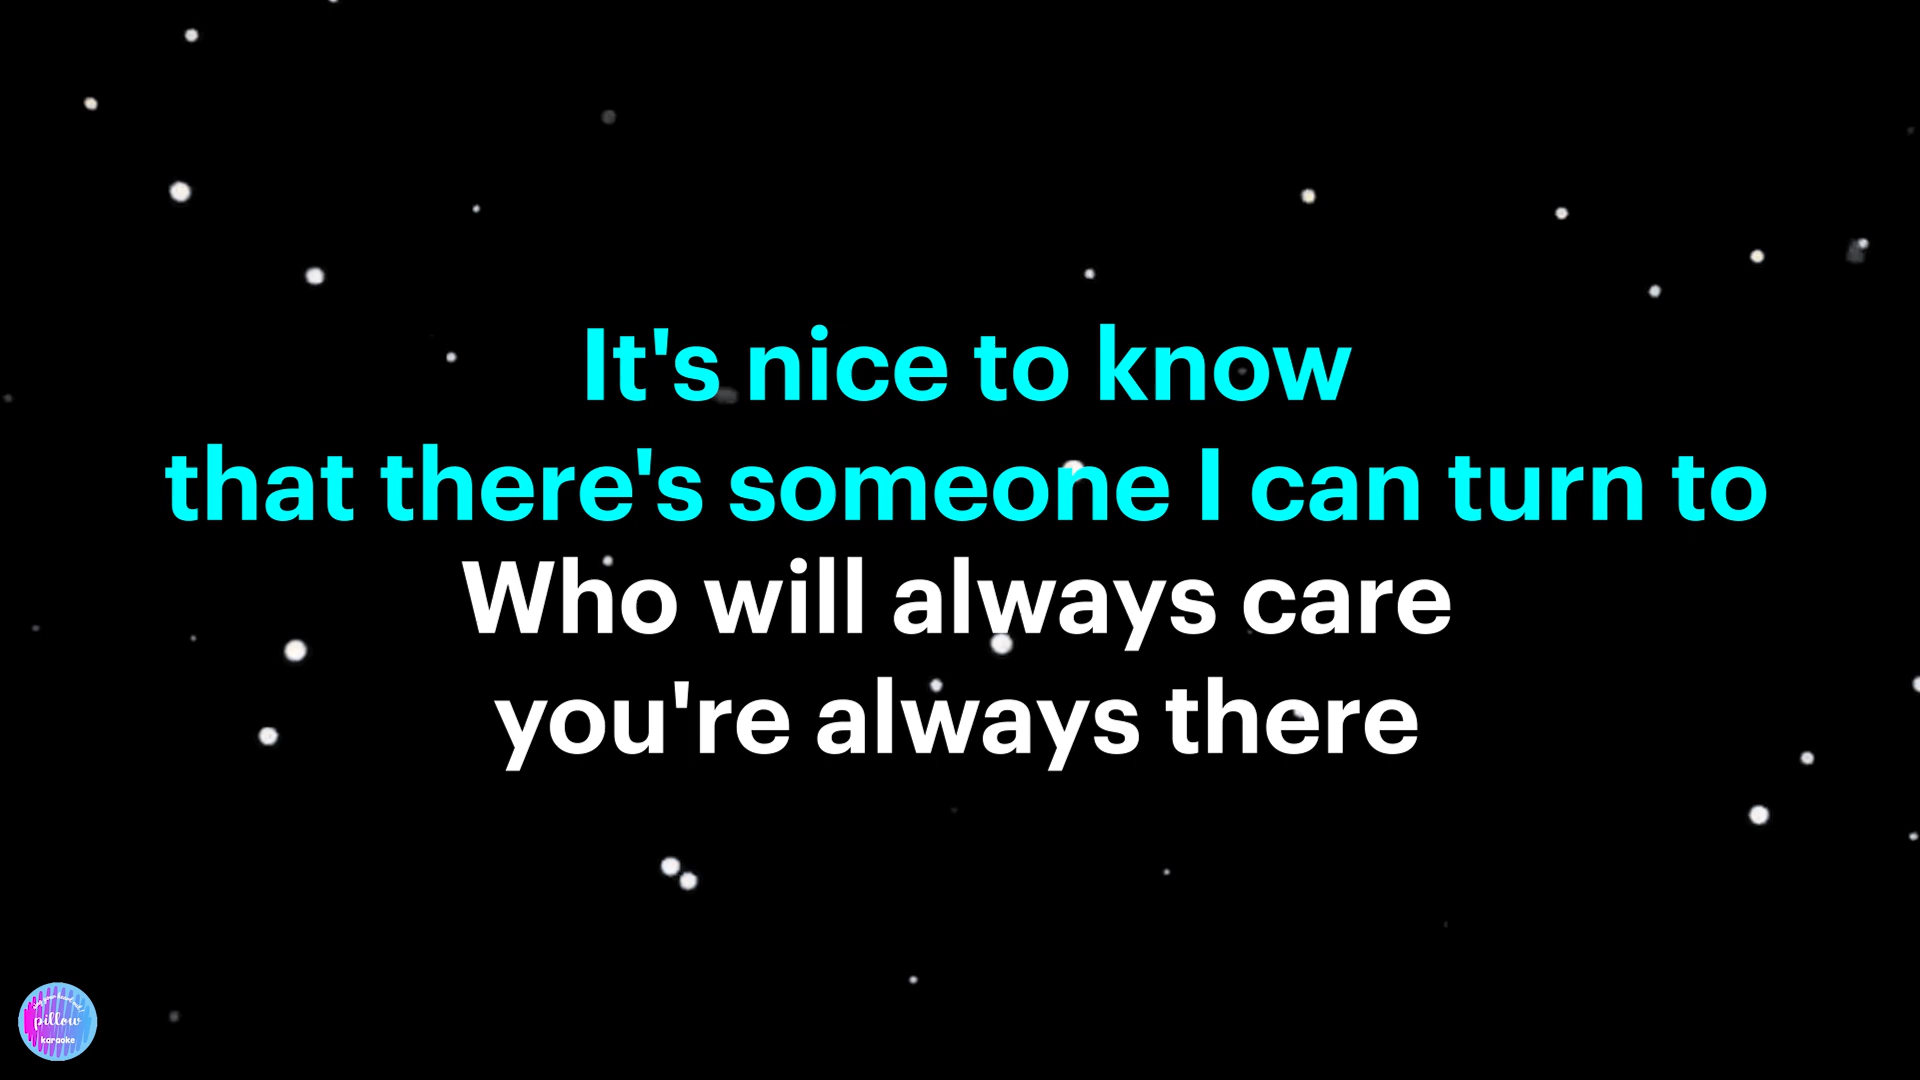 It's nice to know
that there's someone I can turn to
Who will always care
you're always there
pillow
karaoke